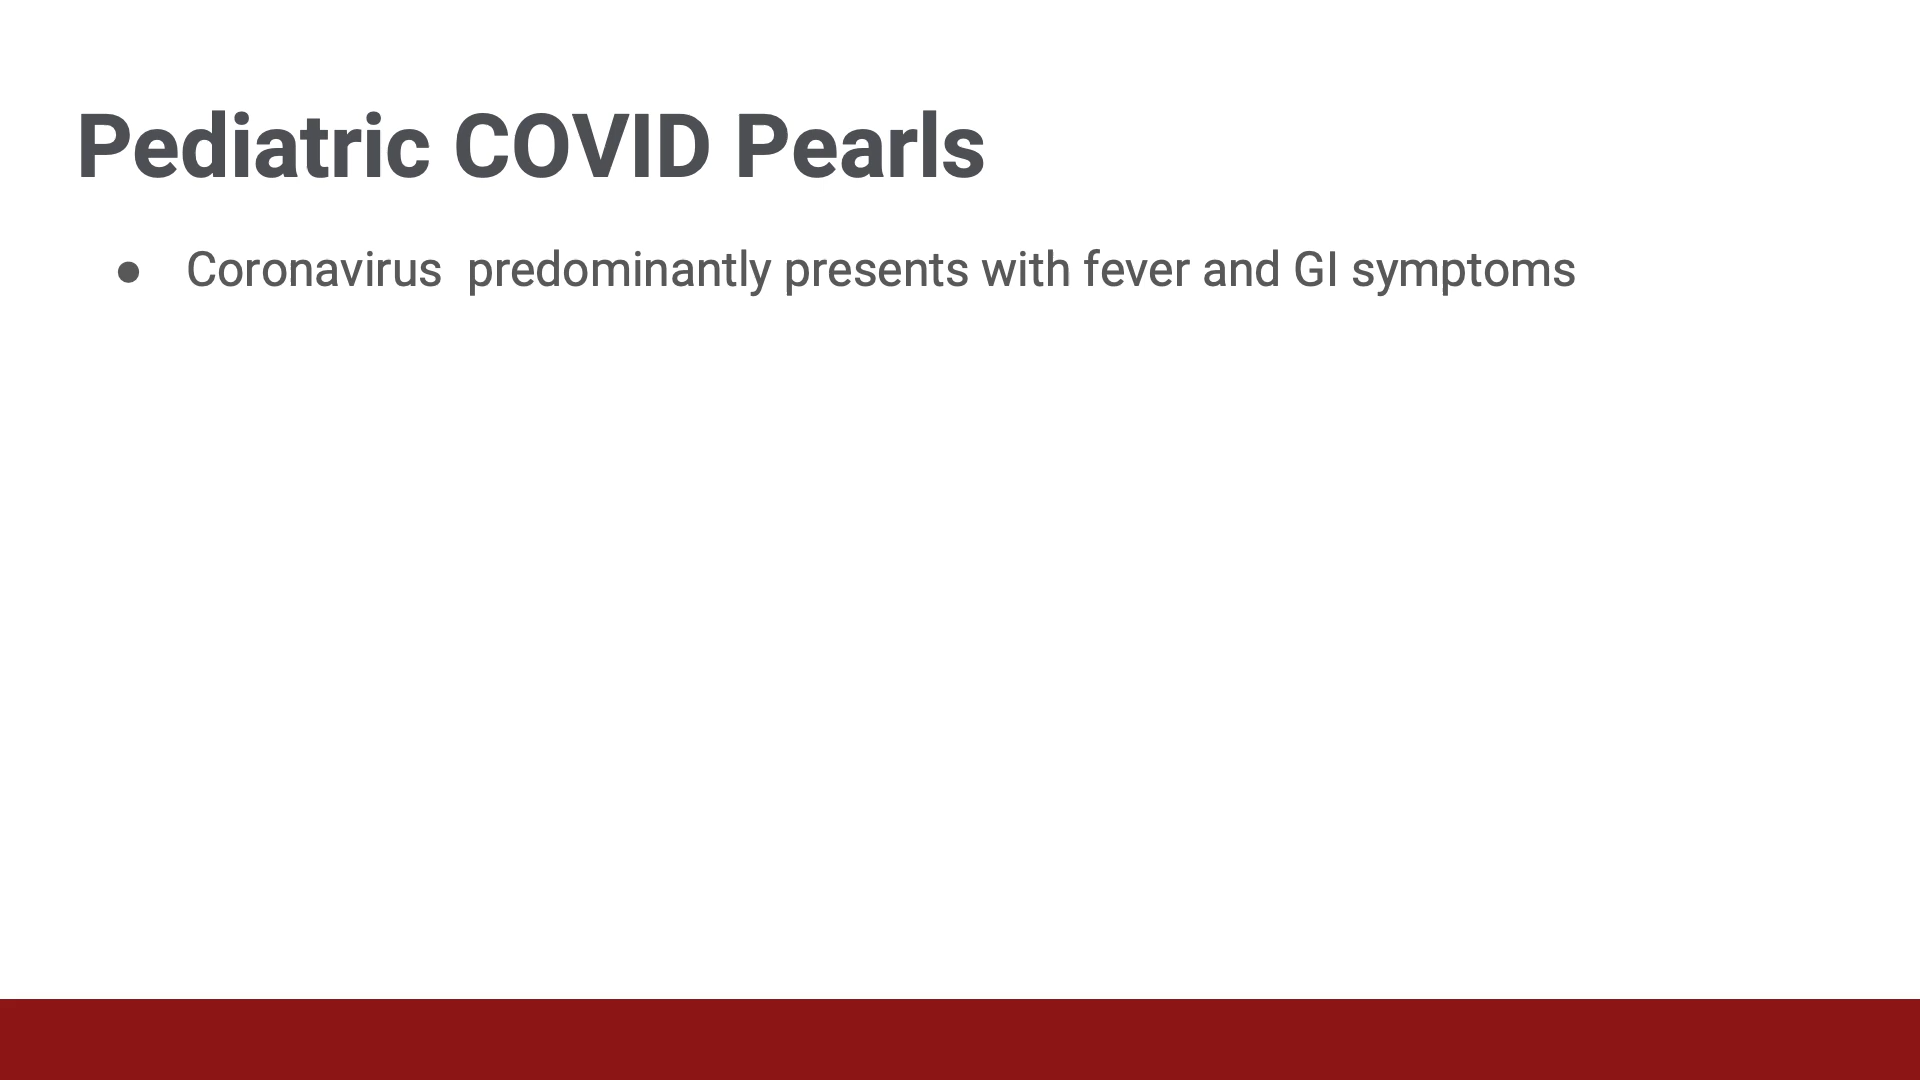 Pediatric COVID Pearls
● Coronavirus  predominantly presents with fever and GI symptoms